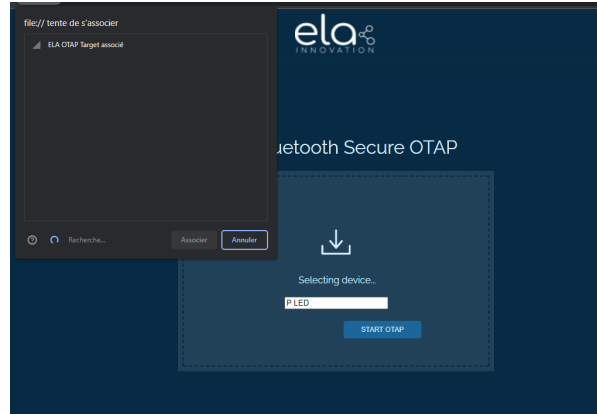 file:// tente de s'associer
ELA OTAP Target associé
Recherche...
Associer
Annuler
ela
INNOVATION
uetooth Secure OTAP
Selecting device...
P LED
START OTAP